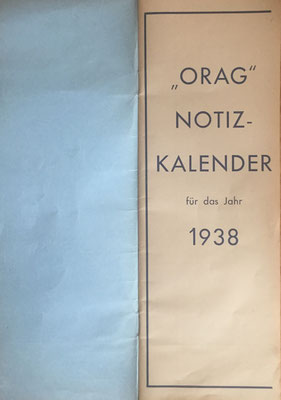 „ORAG“
NOTIZ-
KALENDER
für das Jahr
1938